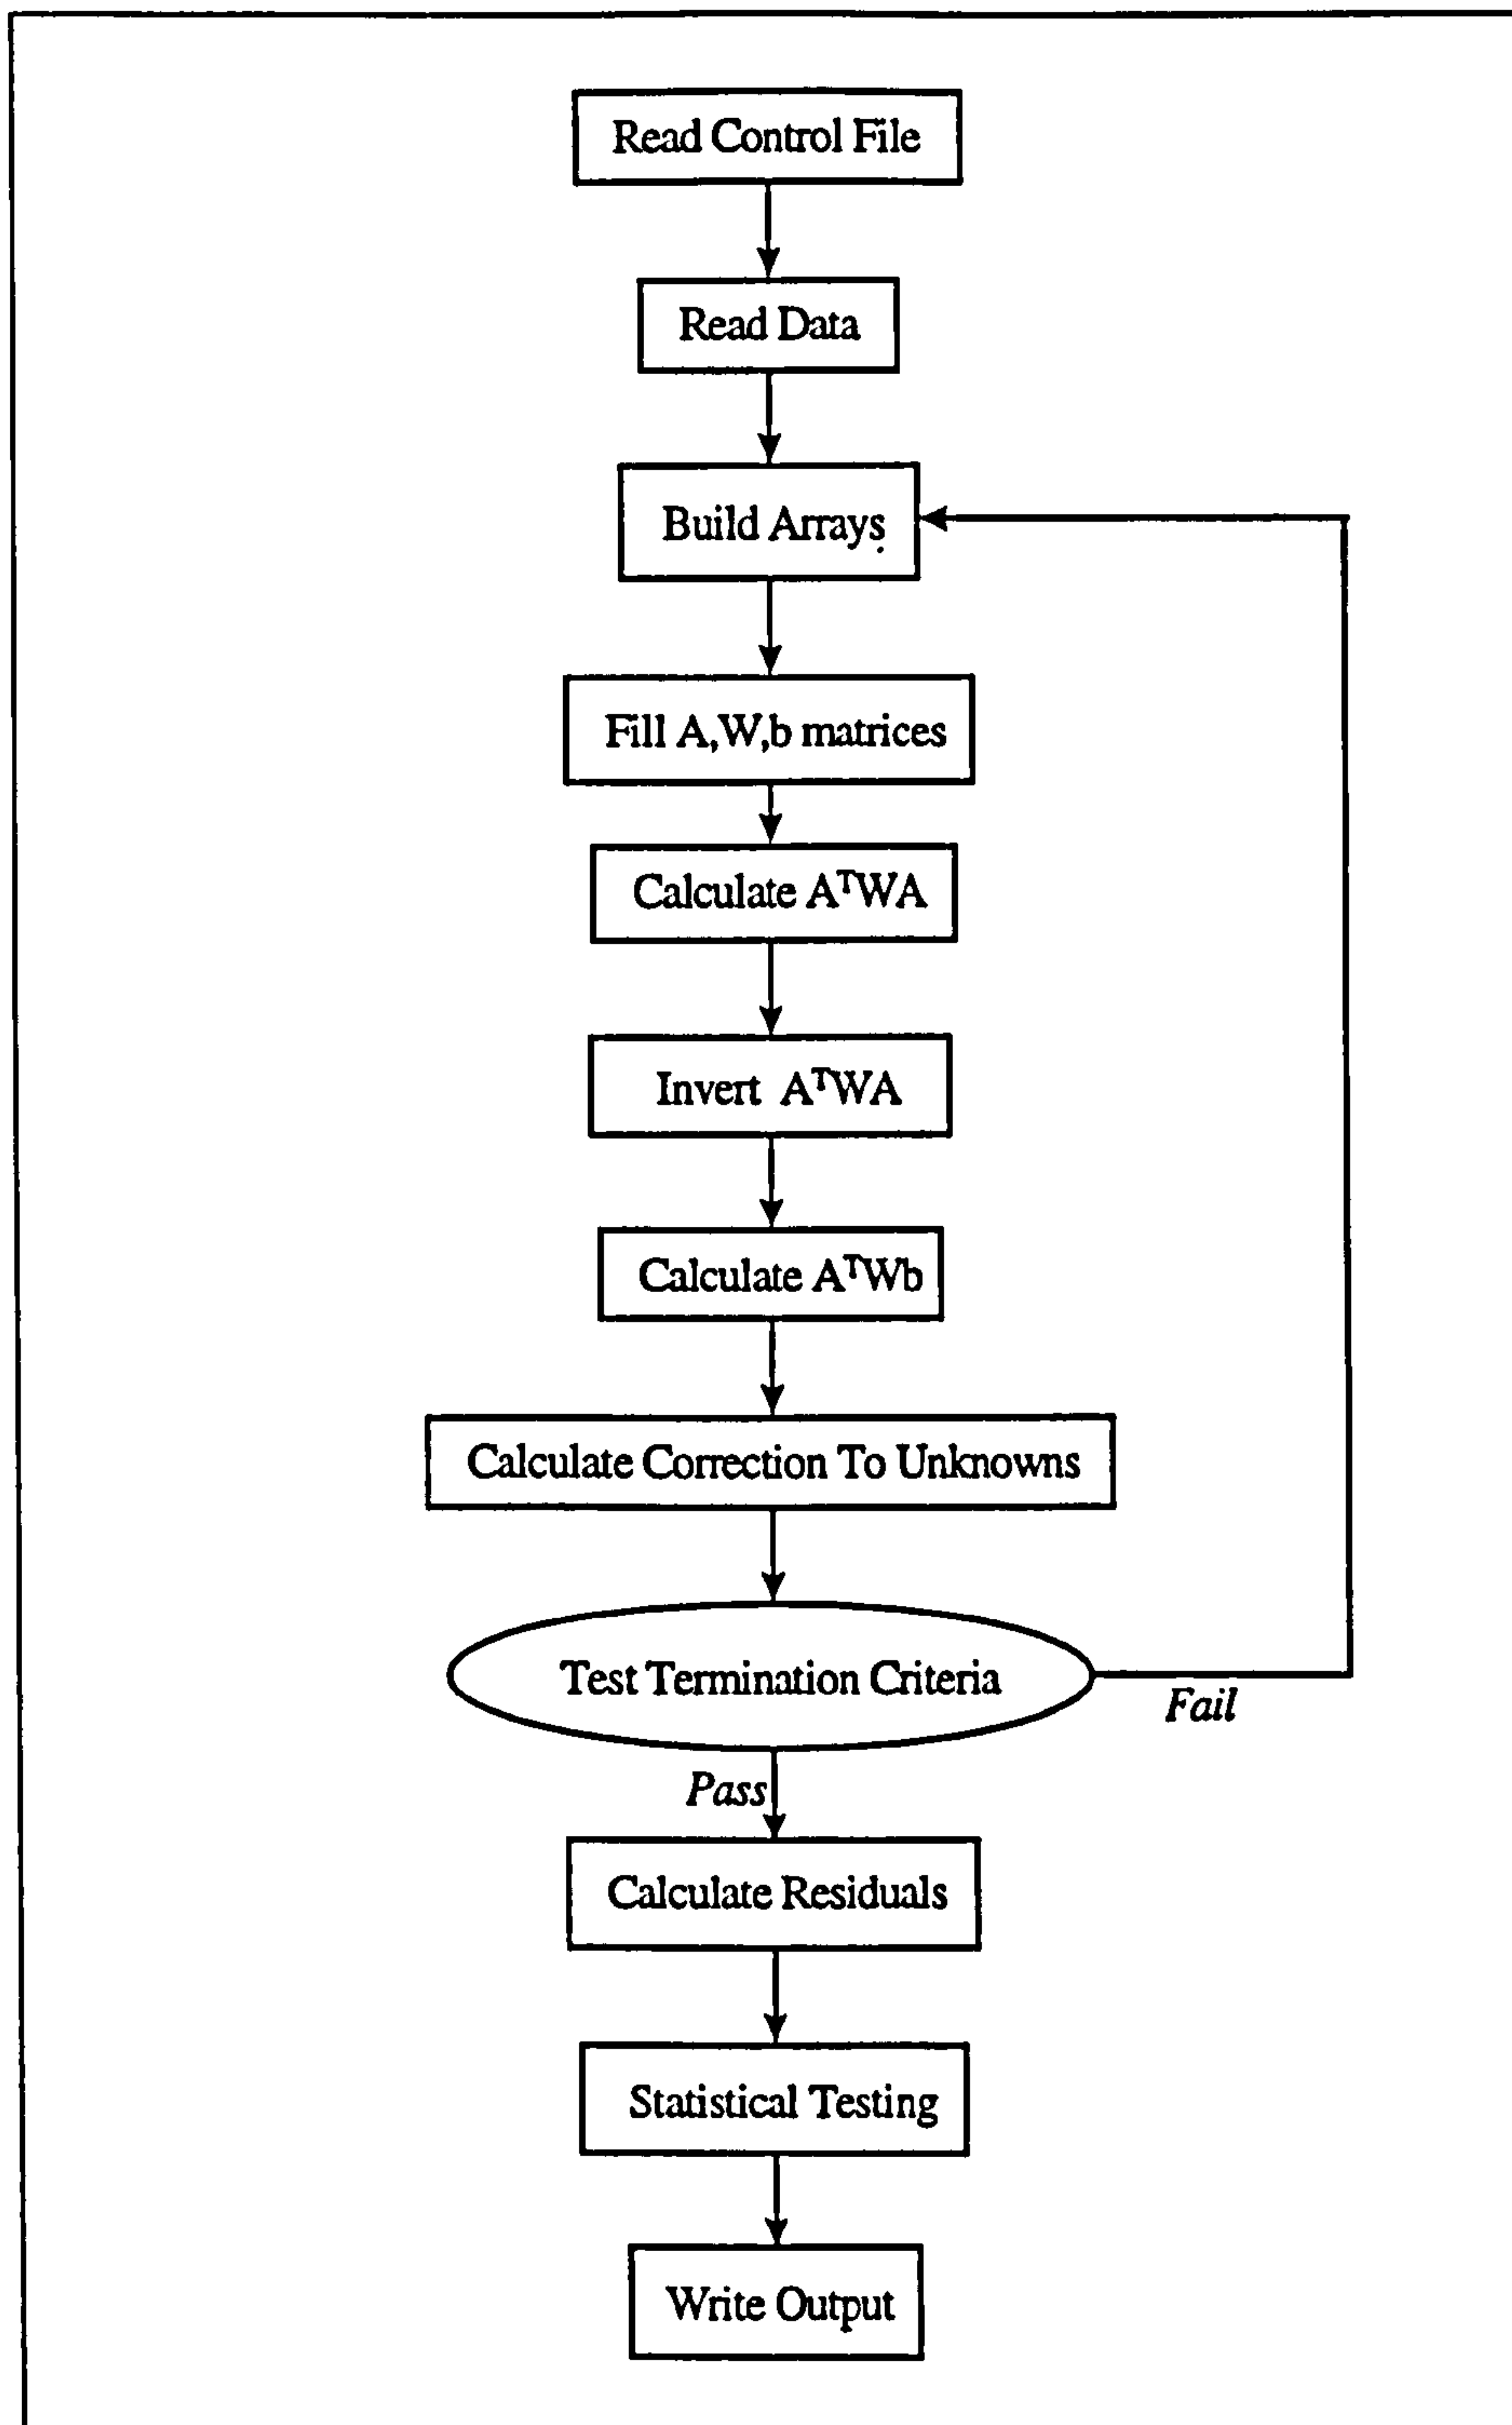 Read Control File
Read Data
Build Arrays
Fill A,W,b matrices
Calculate AᵀWA
Invert AᵀWA
Calculate AᵀWb
Calculate Correction To Unknowns
Test Termination Criteria
Fail
Pass
Calculate Residuals
Statistical Testing
Write Output